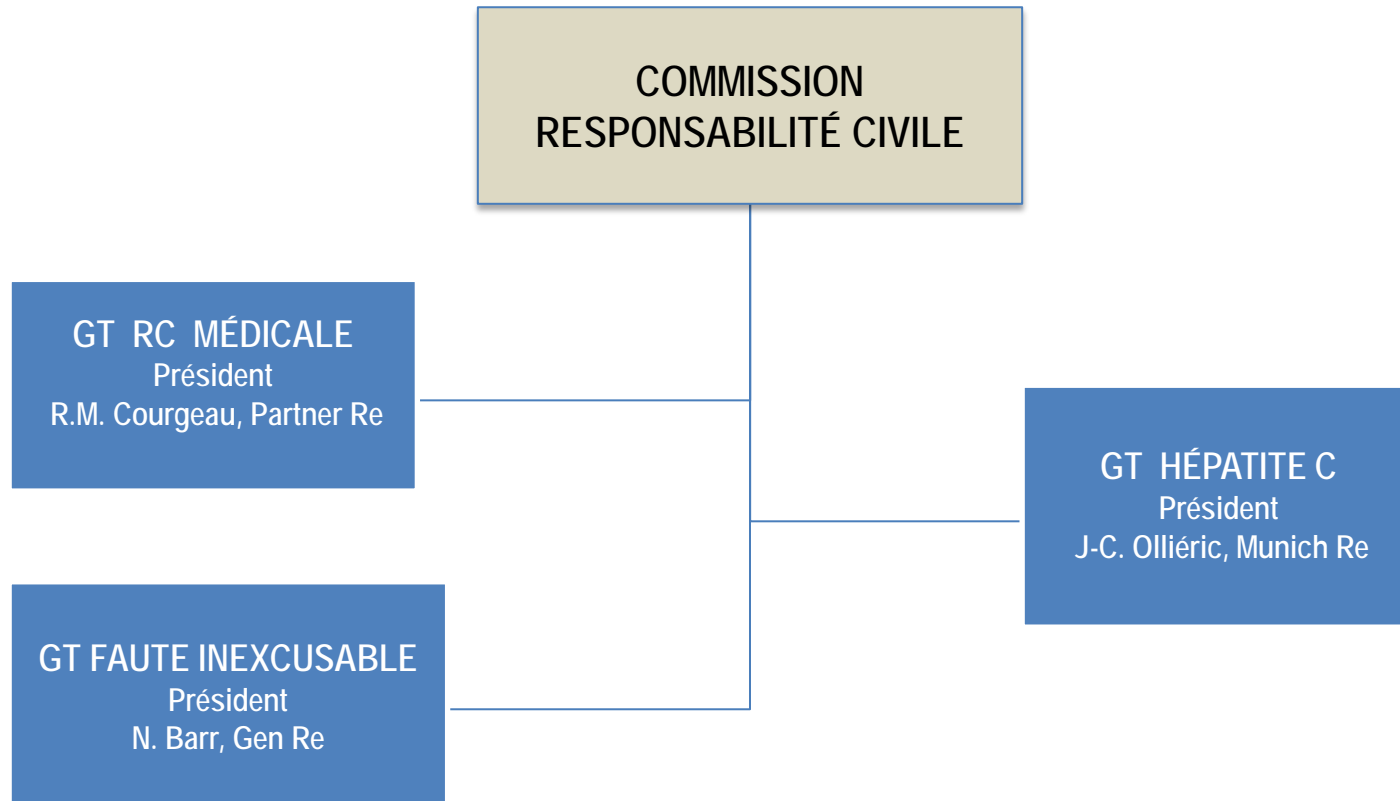 COMMISSION
RESPONSABILITÉ CIVILE
GT RC MÉDICALE
Président
R.M. Courgeau, Partner Re
GT HÉPATITE C
Président
J-C. Olliéric, Munich Re
GT FAUTE INEXCUSABLE
Président
N. Barr, Gen Re